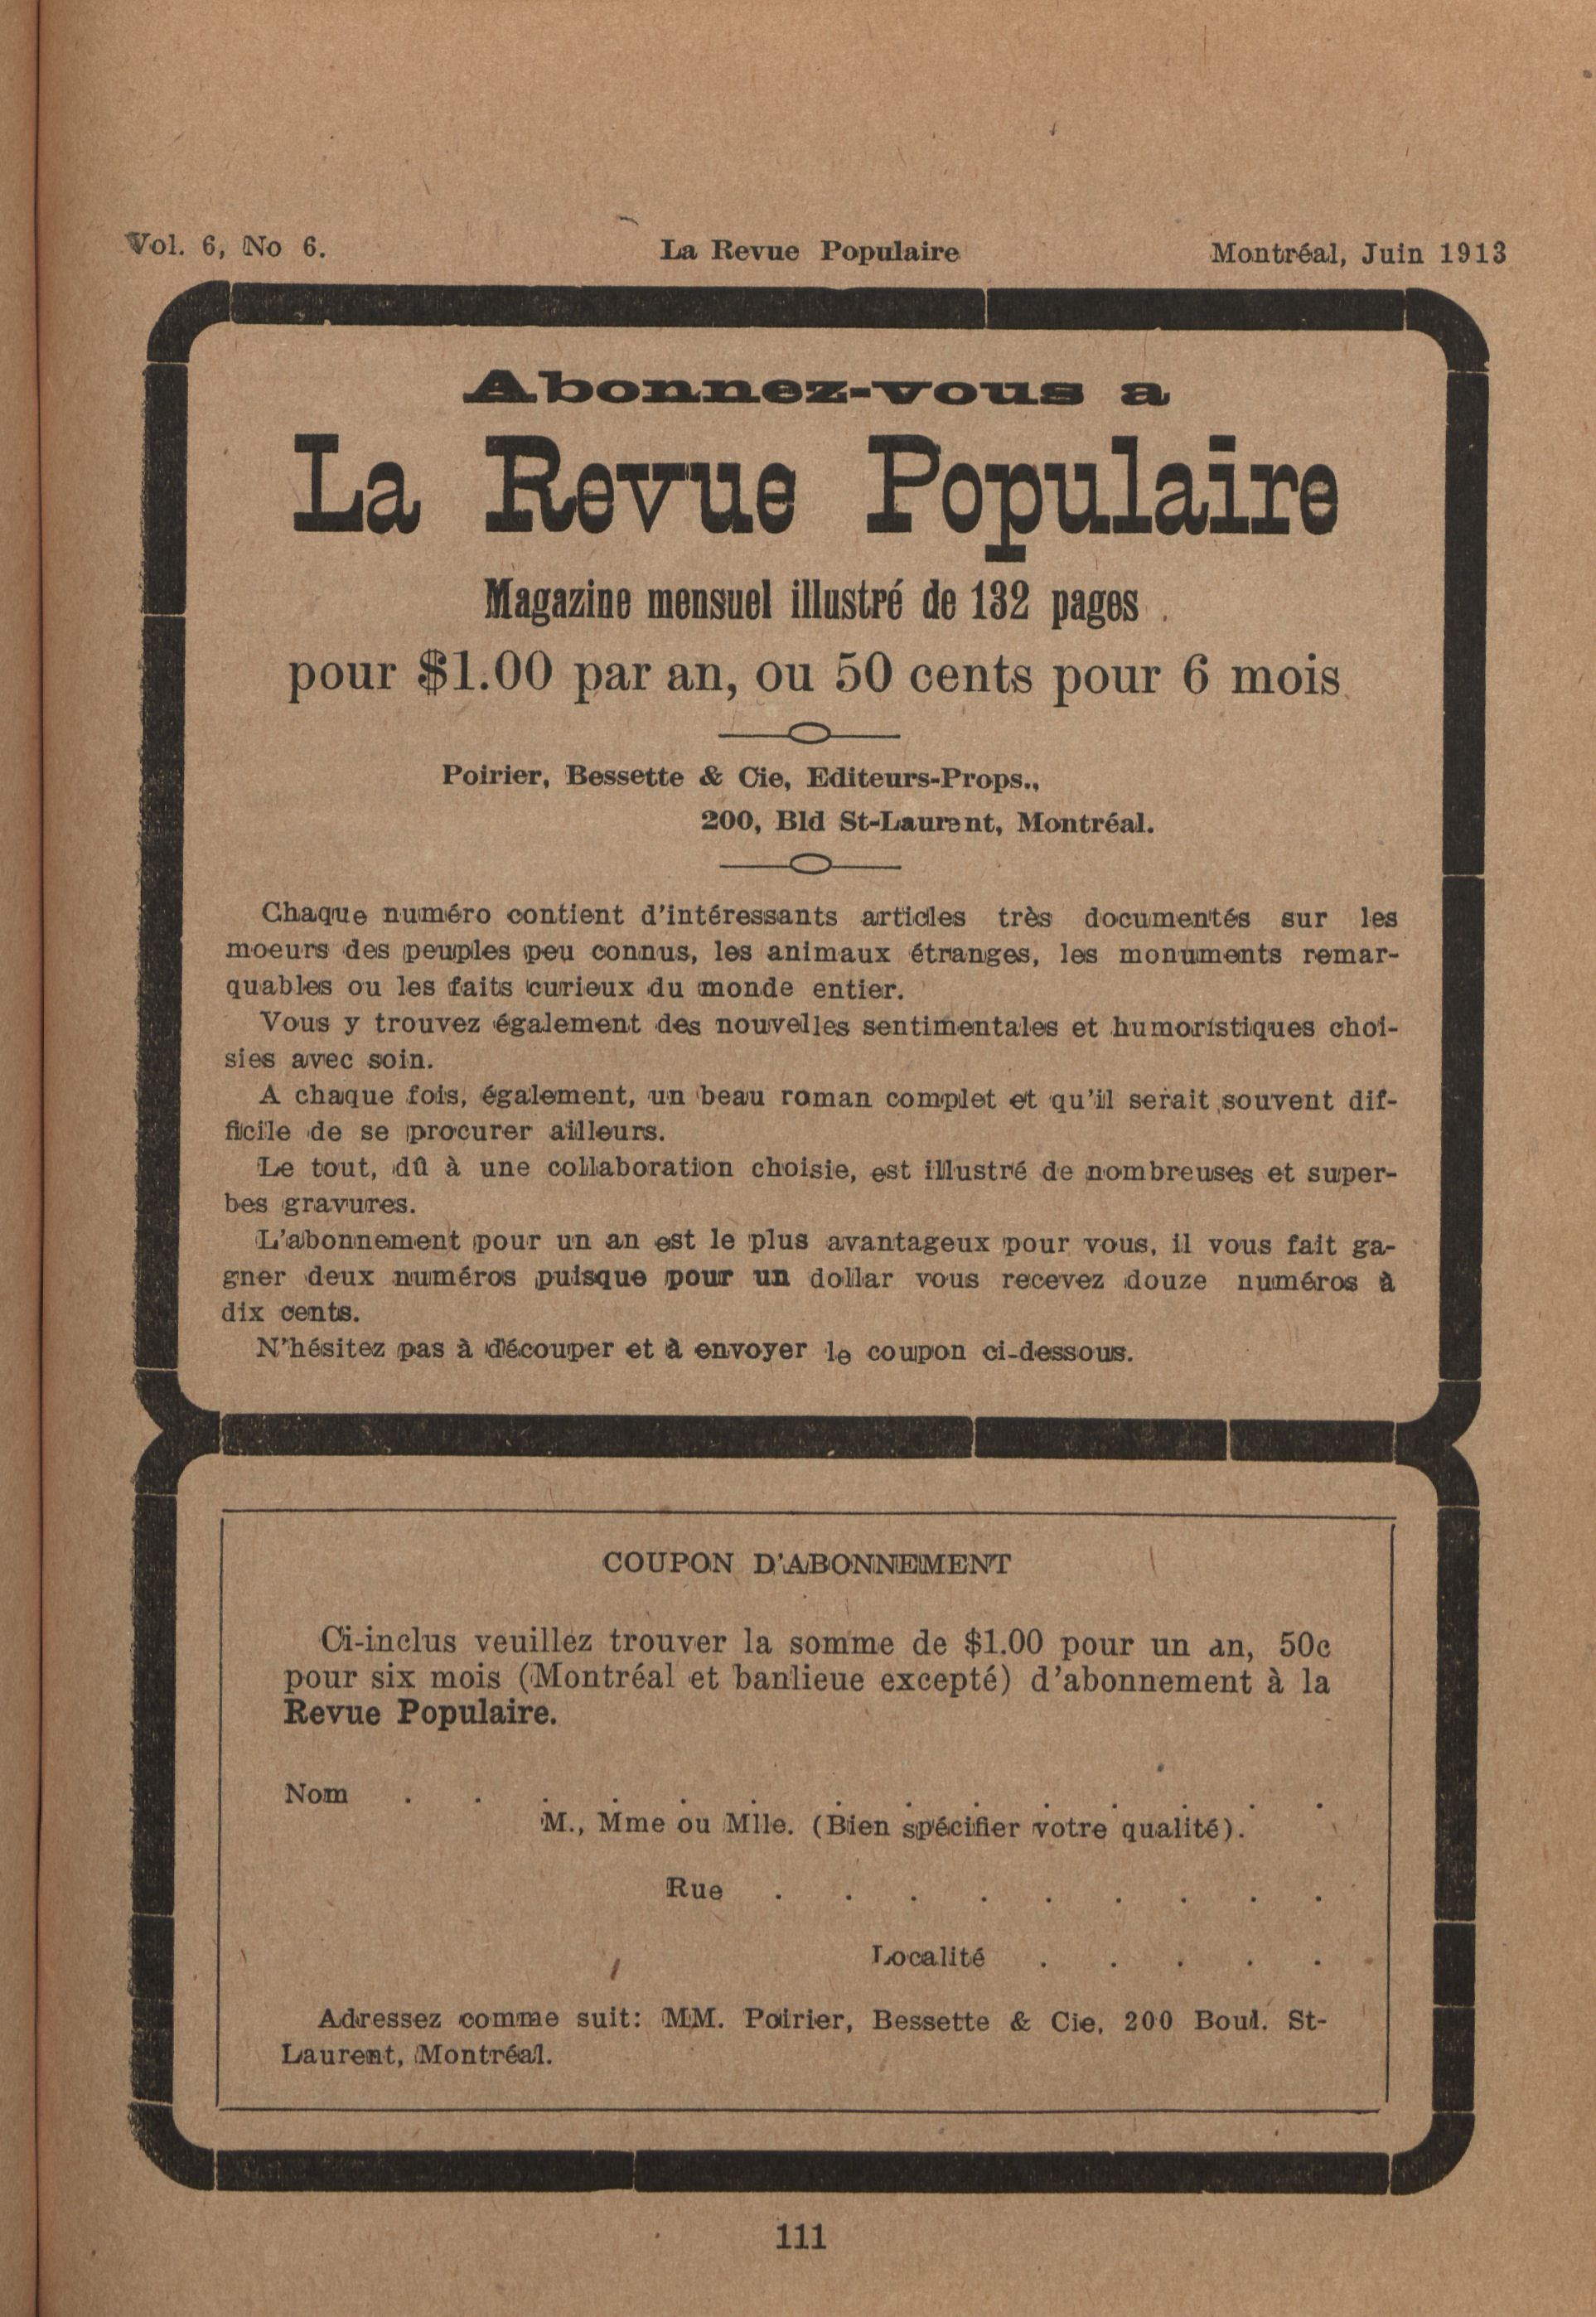 Vol. 6, No 6.
La Revue Populaire
Montréal, Juin 1913
Abonnez-vous a
La Revue Populaire
Magazine mensuel illustré de 132 pages
pour $1.00 par an, ou 50 cents pour 6 mois
Poirier, Bessette & Cie, Editeurs-Props.,
200, Bld St-Laurent, Montréal.
Chaque numéro contient d'intéressants articles très documentés sur les
moeurs des peuples peu connus, les animaux étranges, les monuments remar-
quables ou les faits curieux du monde entier.
Vous y trouvez également des nouvelles sentimentales et humoristiques choi-
sies avec soin.
A chaque fois, également, un beau roman complet et qu'il serait souvent dif-
ficile de se procurer ailleurs.
Le tout, dû à une collaboration choisie, est illustré de nombreuses et super-
bes gravures.
L'abonnement pour un an est le plus avantageux pour vous, il vous fait ga-
gner deux numéros puisque pour un dollar vous recevez douze numéros à
dix cents.
N'hésitez pas à découper et à envoyer le coupon ci-dessous.
COUPON D'ABONNEMENT
Ci-inclus veuillez trouver la somme de $1.00 pour un an, 50c
pour six mois (Montréal et banlieue excepté) d'abonnement à la
Revue Populaire.
Nom . . . . . . . . . . . . . .
M., Mme ou Mlle. (Bien spécifier votre qualité).
Rue . . . . . . . . .
Localité . . . . .
Adressez comme suit: MM. Poirier, Bessette & Cie, 200 Boul. St-
Laurent, Montréal.
111